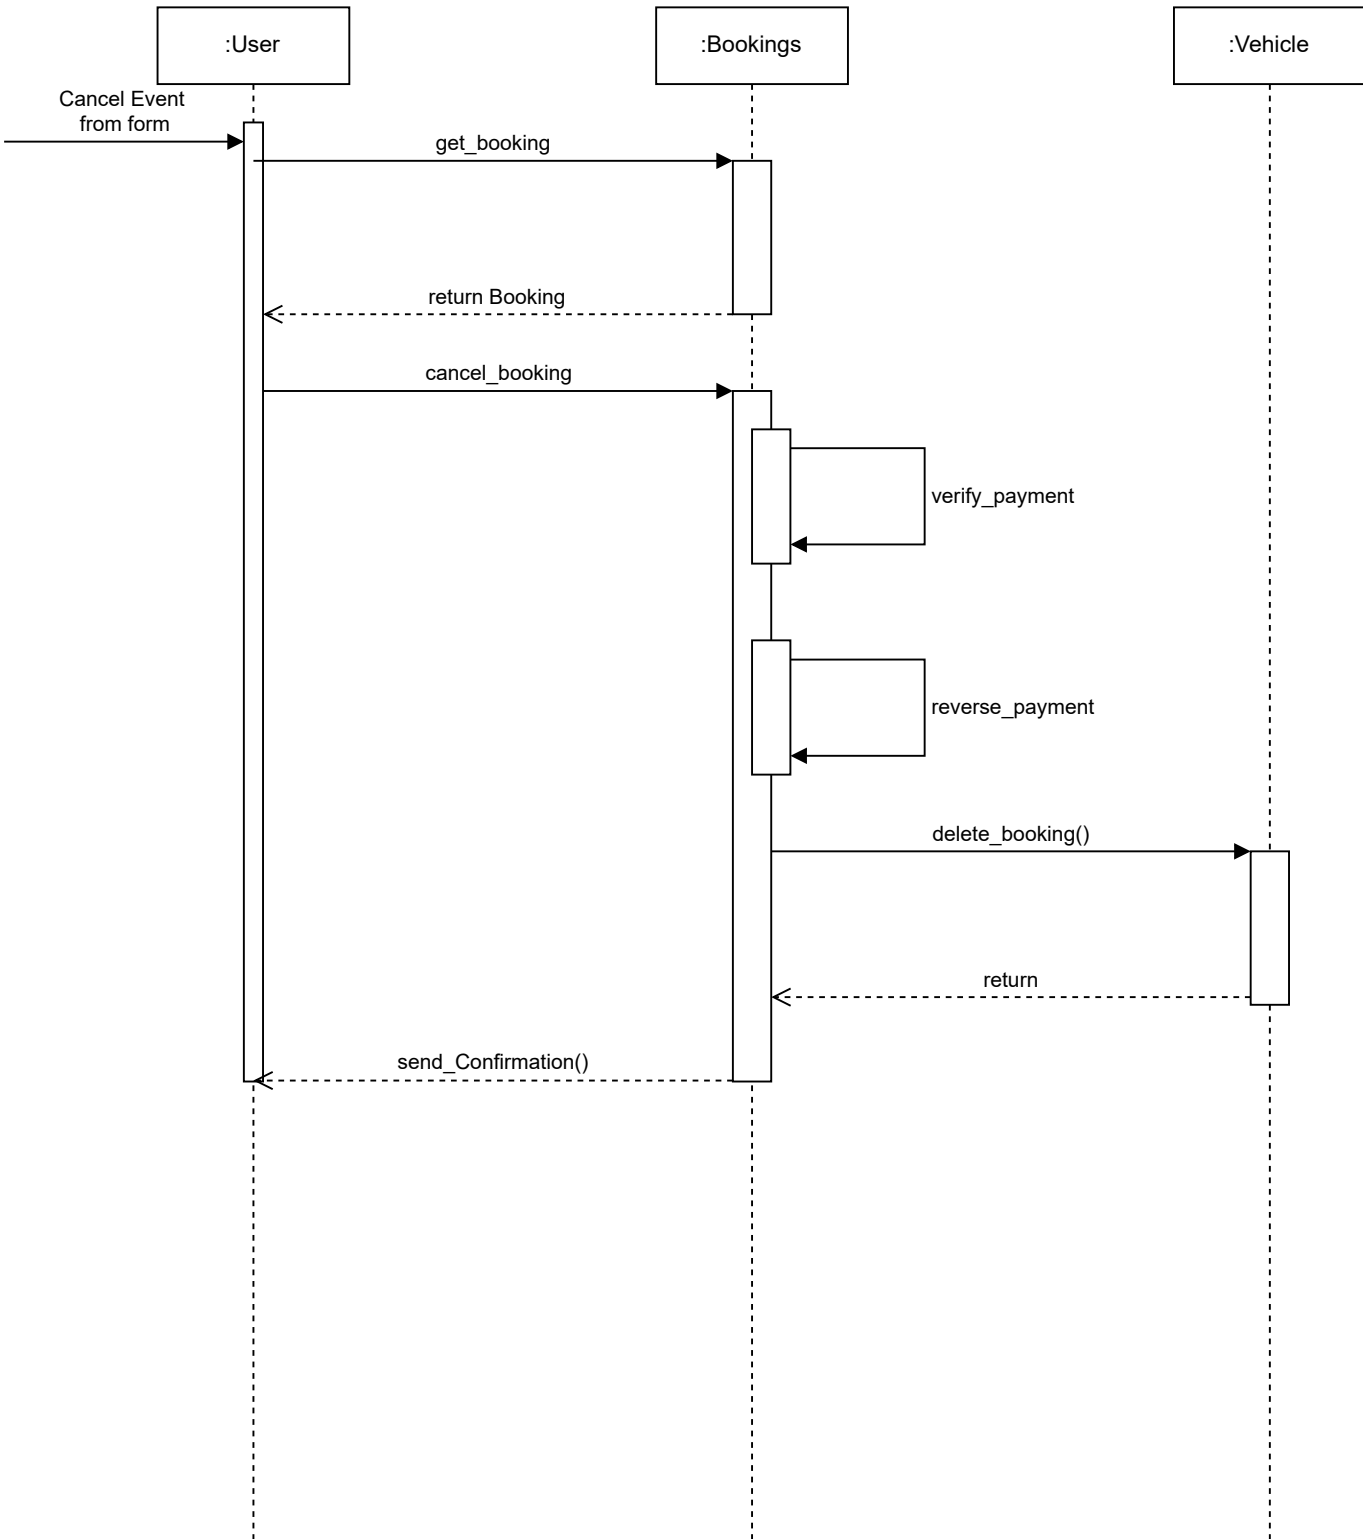 :User
:Bookings
:Vehicle
Cancel Event
from form
get_booking
return Booking
cancel_booking
verify_payment
reverse_payment
delete_booking()
return
send_Confirmation()